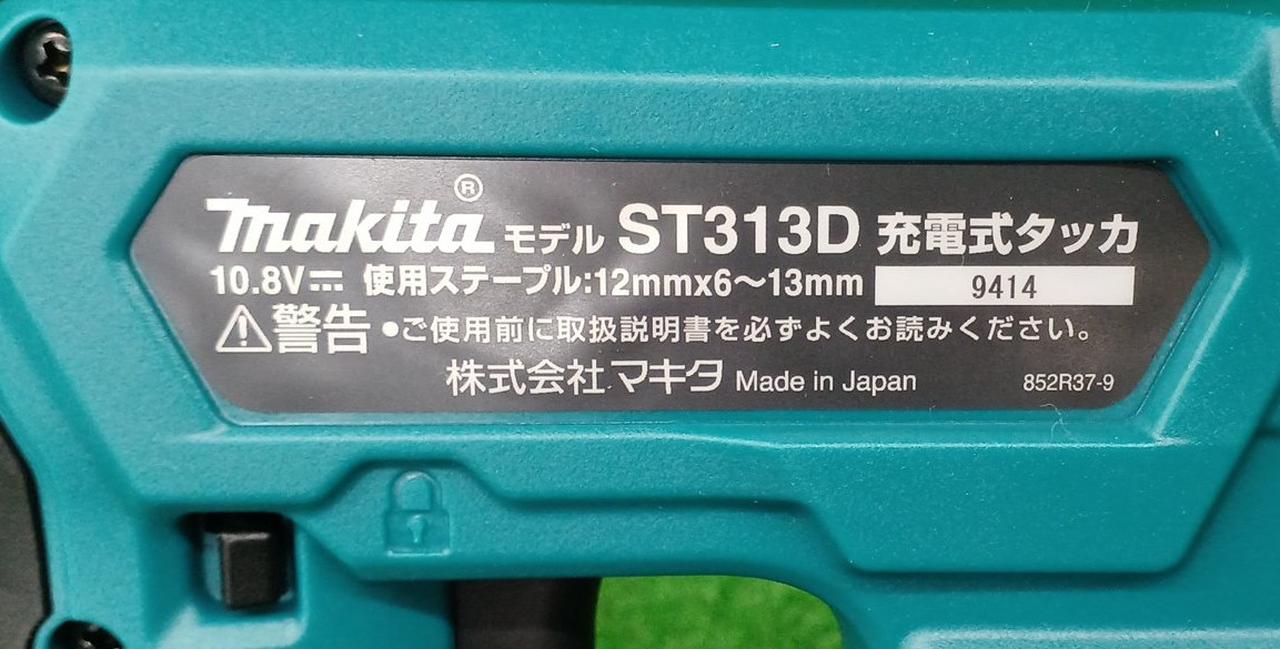 makita® モデル ST313D 充電式タッカ
10.8V⎓ 使用ステープル:12mmx6〜13mm 9414
⚠警告 •ご使用前に取扱説明書を必ずよくお読みください。
株式会社マキタ Made in Japan 852R37-9